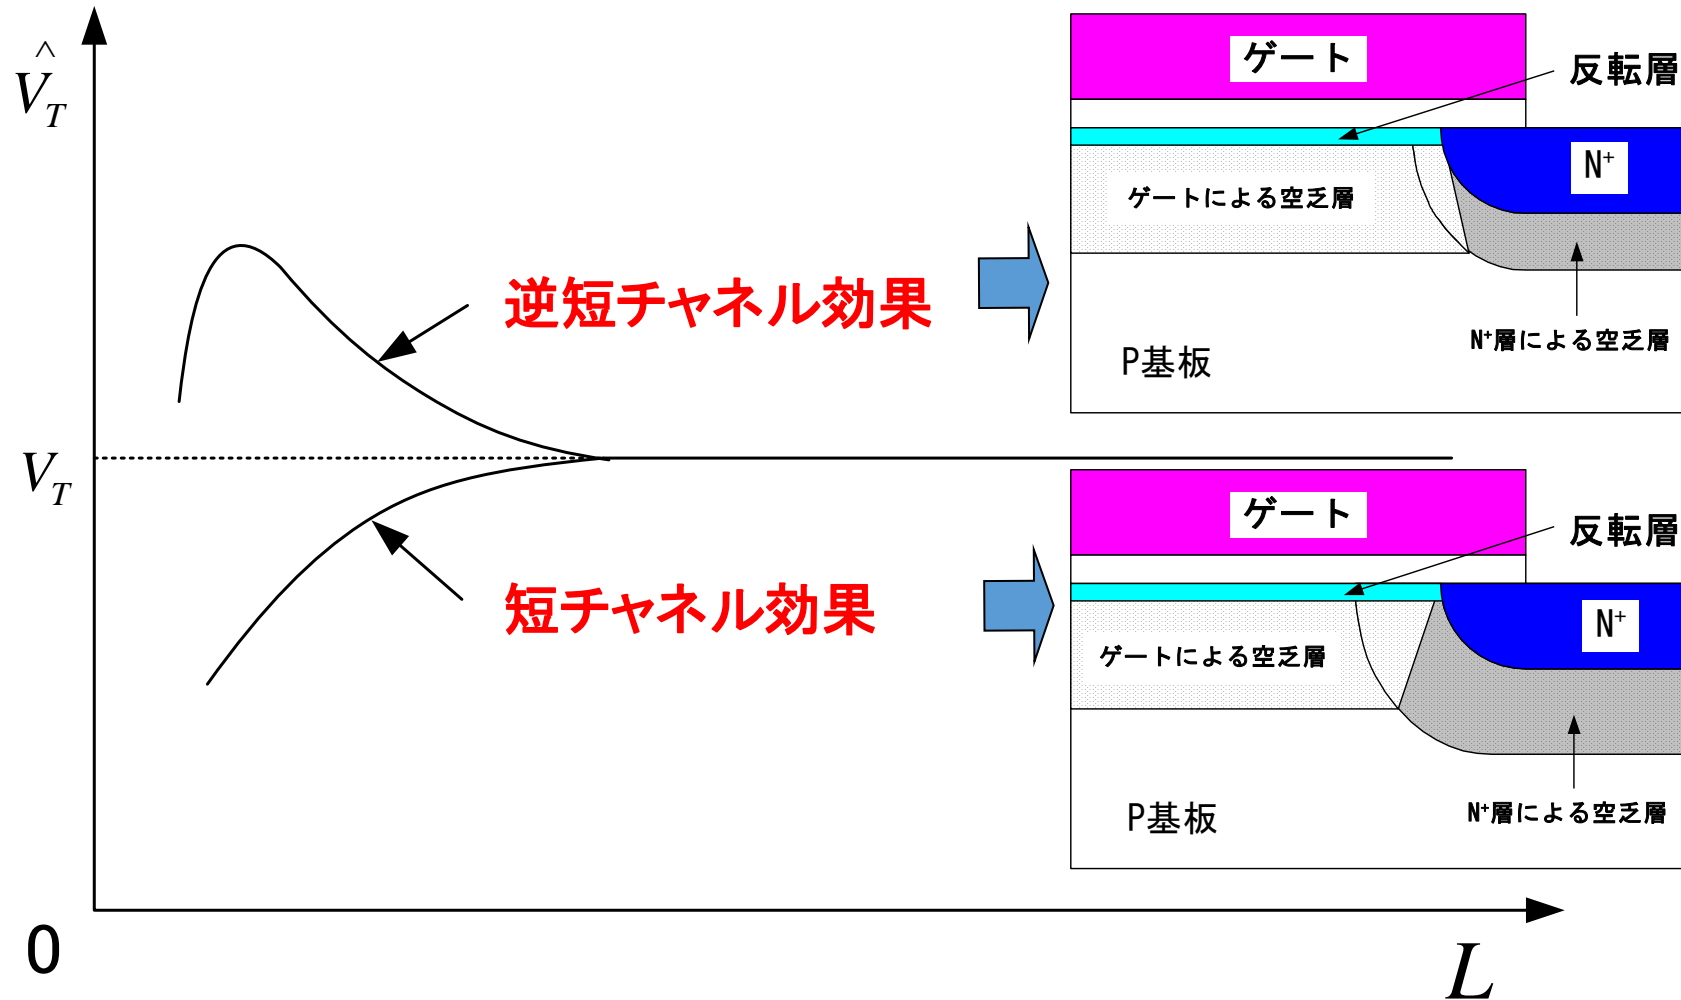 V̂_T
逆短チャネル効果
V_T
短チャネル効果
0
L
ゲート
反転層
N⁺
ゲートによる空乏層
N⁺層による空乏層
P基板
ゲート
反転層
N⁺
ゲートによる空乏層
N⁺層による空乏層
P基板